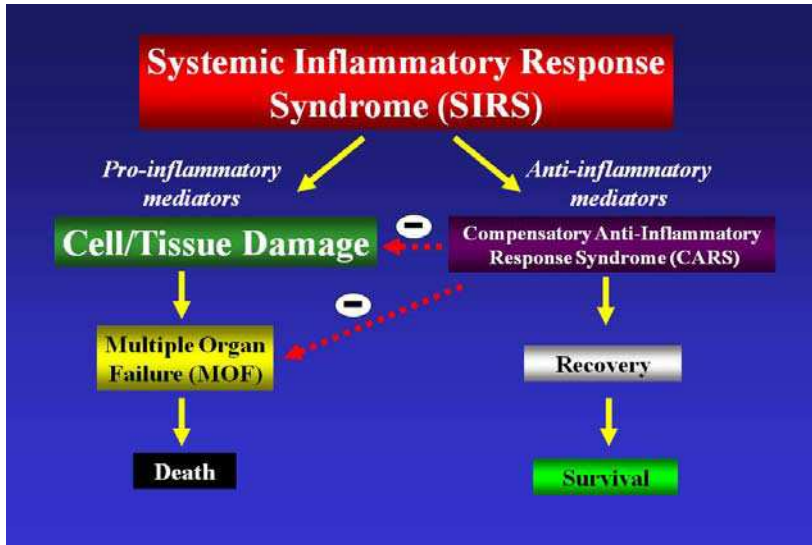 Systemic Inflammatory Response
Syndrome (SIRS)
Pro-inflammatory
mediators
Anti-inflammatory
mediators
Cell/Tissue Damage
Compensatory Anti-Inflammatory
Response Syndrome (CARS)
Multiple Organ
Failure (MOF)
Recovery
Death
Survival